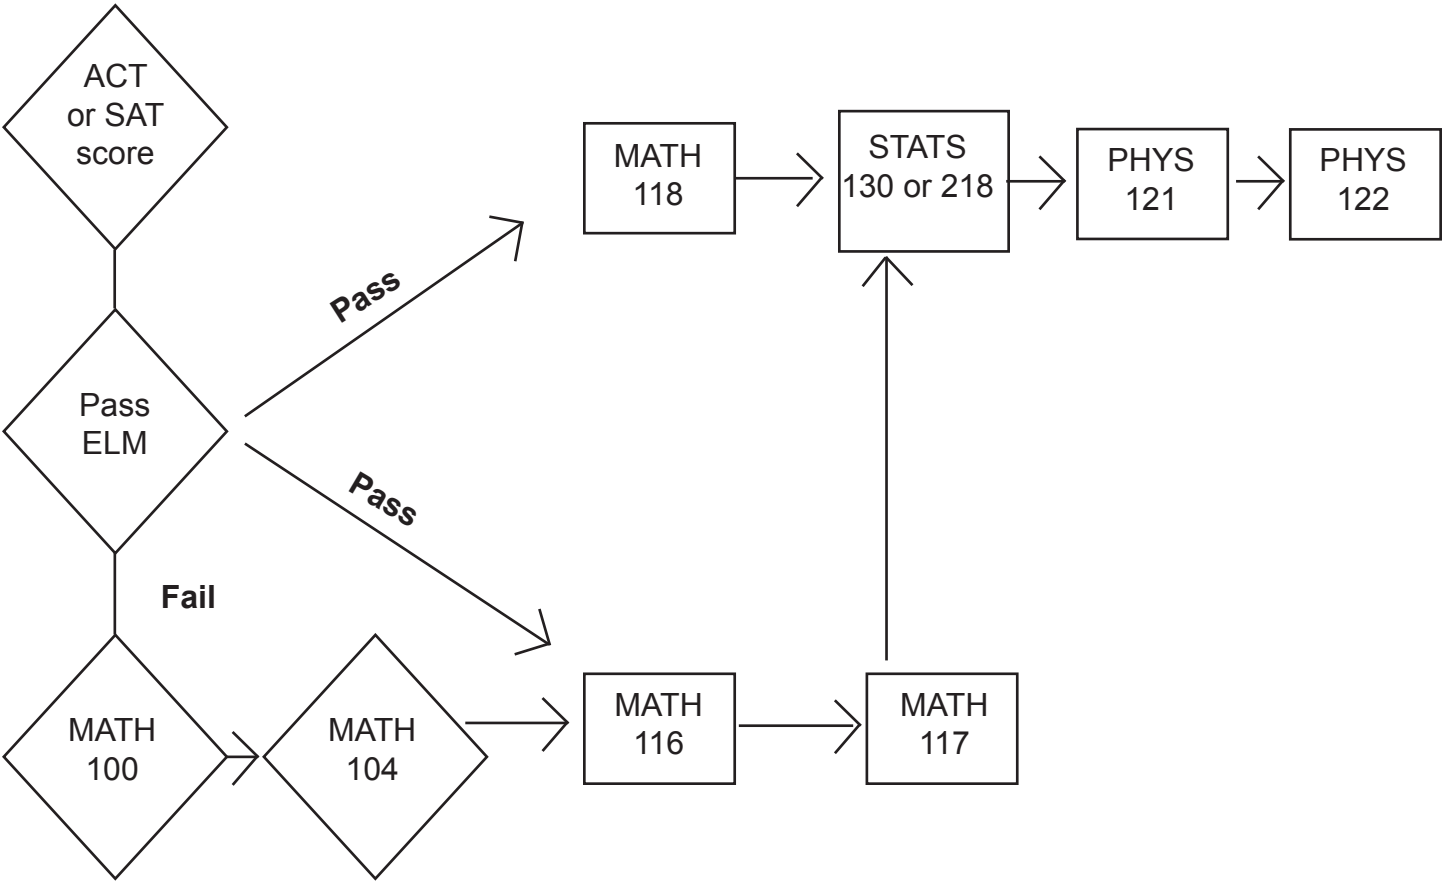 ACT
or SAT
score
Pass
ELM
Pass
Pass
Fail
MATH
100
MATH
104
MATH
118
STATS
130 or 218
PHYS
121
PHYS
122
MATH
116
MATH
117